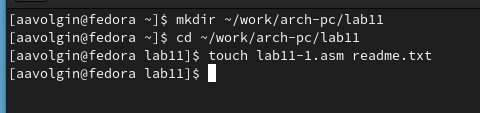 [aavolgin@fedora ~]$ mkdir ~/work/arch-pc/lab11
[aavolgin@fedora ~]$ cd ~/work/arch-pc/lab11
[aavolgin@fedora lab11]$ touch lab11-1.asm readme.txt
[aavolgin@fedora lab11]$